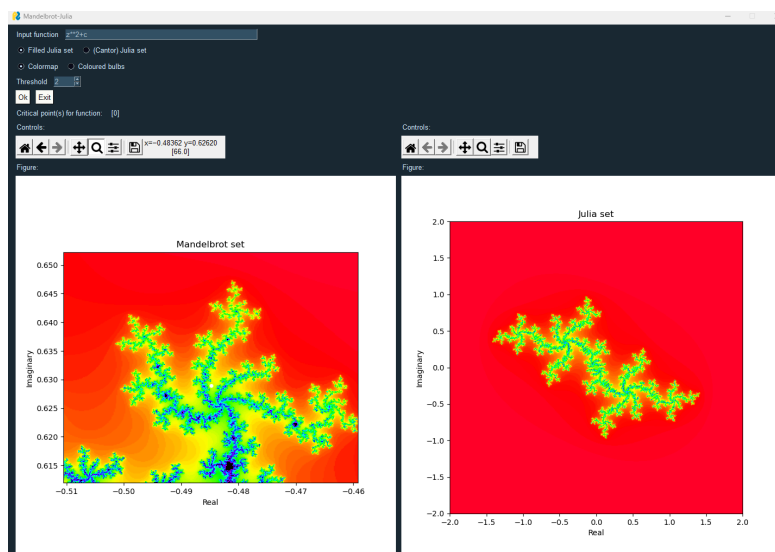 Mandelbrot-Julia
Input function z**2+c
Filled Julia set (Cantor) Julia set
Colormap Coloured bulbs
Threshold 2
Ok Exit
Critical point(s) for function: [0]
Controls:
x=−0.48362 y=0.62620
[66.0]
Figure:
Mandelbrot set
0.650
0.645
0.640
0.635
0.630
0.625
0.620
0.615
Imaginary
−0.51 −0.50 −0.49 −0.48 −0.47 −0.46
Real
Controls:
Figure:
Julia set
2.0
1.5
1.0
0.5
0.0
−0.5
−1.0
−1.5
−2.0
Imaginary
−2.0 −1.5 −1.0 −0.5 0.0 0.5 1.0 1.5 2.0
Real